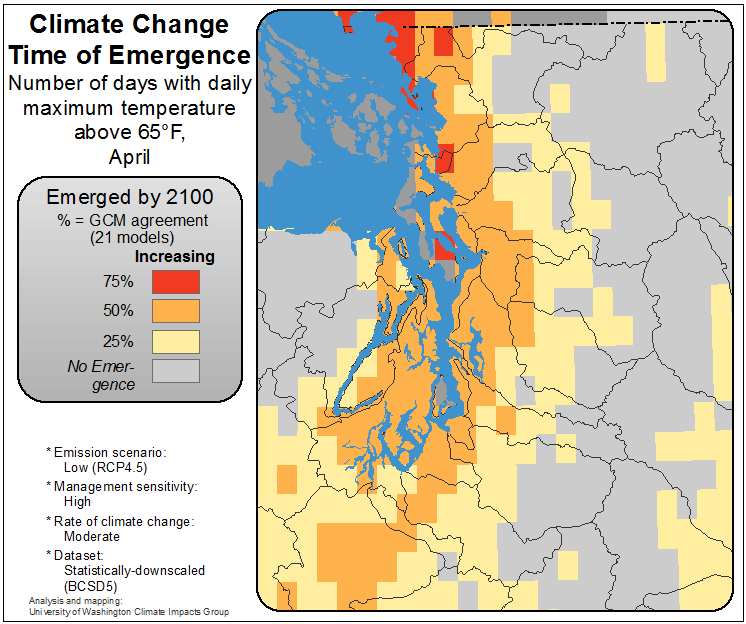 Climate Change
Time of Emergence
Number of days with daily
maximum temperature
above 65°F,
April
Emerged by 2100
% = GCM agreement
(21 models)
Increasing
75%
50%
25%
No Emer-
gence
* Emission scenario:
Low (RCP4.5)
* Management sensitivity:
High
* Rate of climate change:
Moderate
* Dataset:
Statistically-downscaled
(BCSD5)
Analysis and mapping:
University of Washington Climate Impacts Group